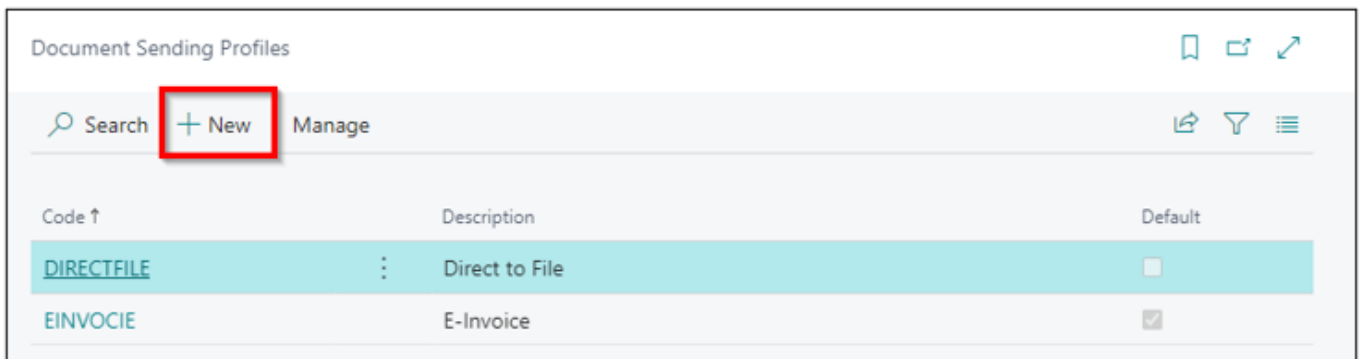 Document Sending Profiles
Search + New Manage
Code ↑ Description Default
DIRECTFILE ⋮ Direct to File
EINVOCIE E-Invoice